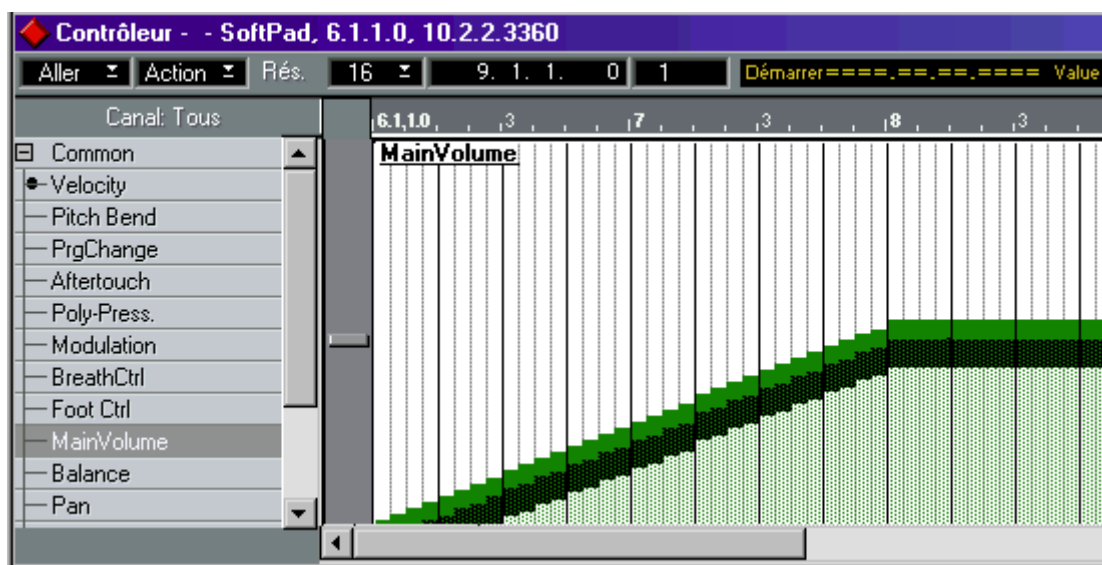 Contrôleur - - SoftPad, 6.1.1.0, 10.2.2.3360
Aller Action Rés. 16 9. 1. 1. 0 1 Démarrer====.==.==.==== Value
Canal: Tous 6.1,1.0 3 7 3 8 3
Common MainVolume
Velocity
Pitch Bend
PrgChange
Aftertouch
Poly-Press.
Modulation
BreathCtrl
Foot Ctrl
MainVolume
Balance
Pan